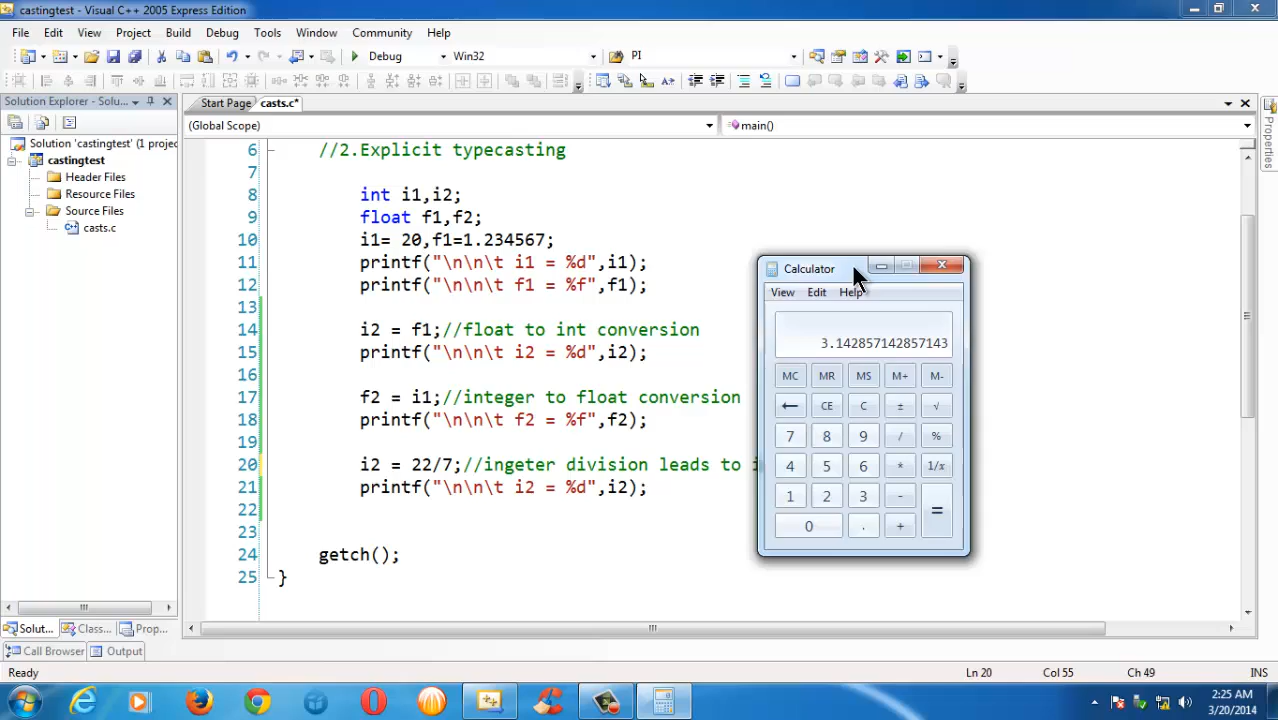 castingtest - Visual C++ 2005 Express Edition
File Edit View Project Build Debug Tools Window Community Help
Debug Win32 PI
Solution Explorer - Solu...
Start Page casts.c*
(Global Scope) main()
Solution 'castingtest' (1 projec
castingtest
Header Files
Resource Files
Source Files
casts.c
Properties
6 //2.Explicit typecasting
7
8 int i1,i2;
9 float f1,f2;
10 i1= 20,f1=1.234567;
11 printf("\n\n\t i1 = %d",i1);
12 printf("\n\n\t f1 = %f",f1);
13
14 i2 = f1;//float to int conversion
15 printf("\n\n\t i2 = %d",i2);
16
17 f2 = i1;//integer to float conversion
18 printf("\n\n\t f2 = %f",f2);
19
20 i2 = 22/7;//ingeter division leads to i
21 printf("\n\n\t i2 = %d",i2);
22
23
24 getch();
25 }
Calculator
View Edit Help
3.142857142857143
MC MR MS M+ M-
← CE C ± √
7 8 9 / %
4 5 6 * 1/x
1 2 3 - =
0 . +
Solut... Class... Prop...
Call Browser Output
Ready Ln 20 Col 55 Ch 49 INS
2:25 AM
3/20/2014